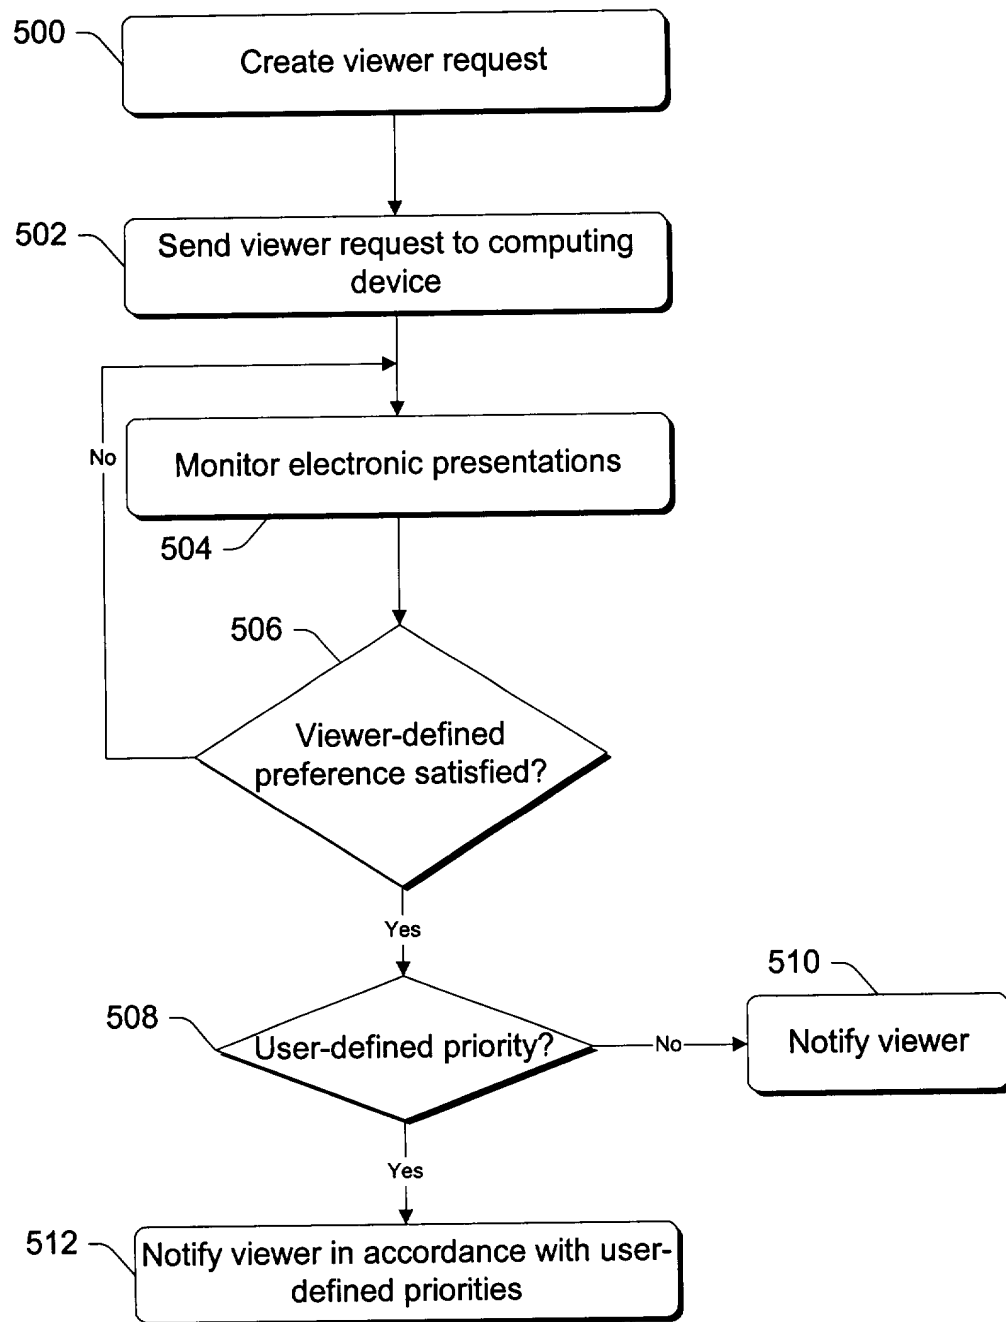 500
Create viewer request
502
Send viewer request to computing
device
No
Monitor electronic presentations
504
506
Viewer-defined
preference satisfied?
Yes
510
508
User-defined priority?
No
Notify viewer
Yes
512
Notify viewer in accordance with user-
defined priorities